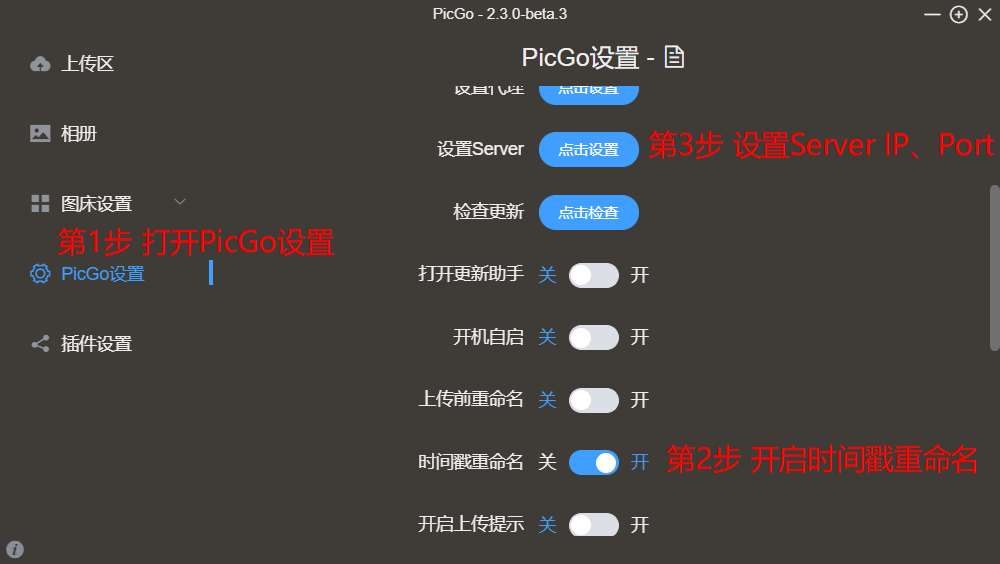 PicGo - 2.3.0-beta.3
上传区
相册
图床设置
第1步 打开PicGo设置
PicGo设置
插件设置
PicGo设置 -
设置代理 点击设置
设置Server 点击设置 第3步 设置Server IP、Port
检查更新 点击检查
打开更新助手 关 开
开机自启 关 开
上传前重命名 关 开
时间戳重命名 关 开 第2步 开启时间戳重命名
开启上传提示 关 开